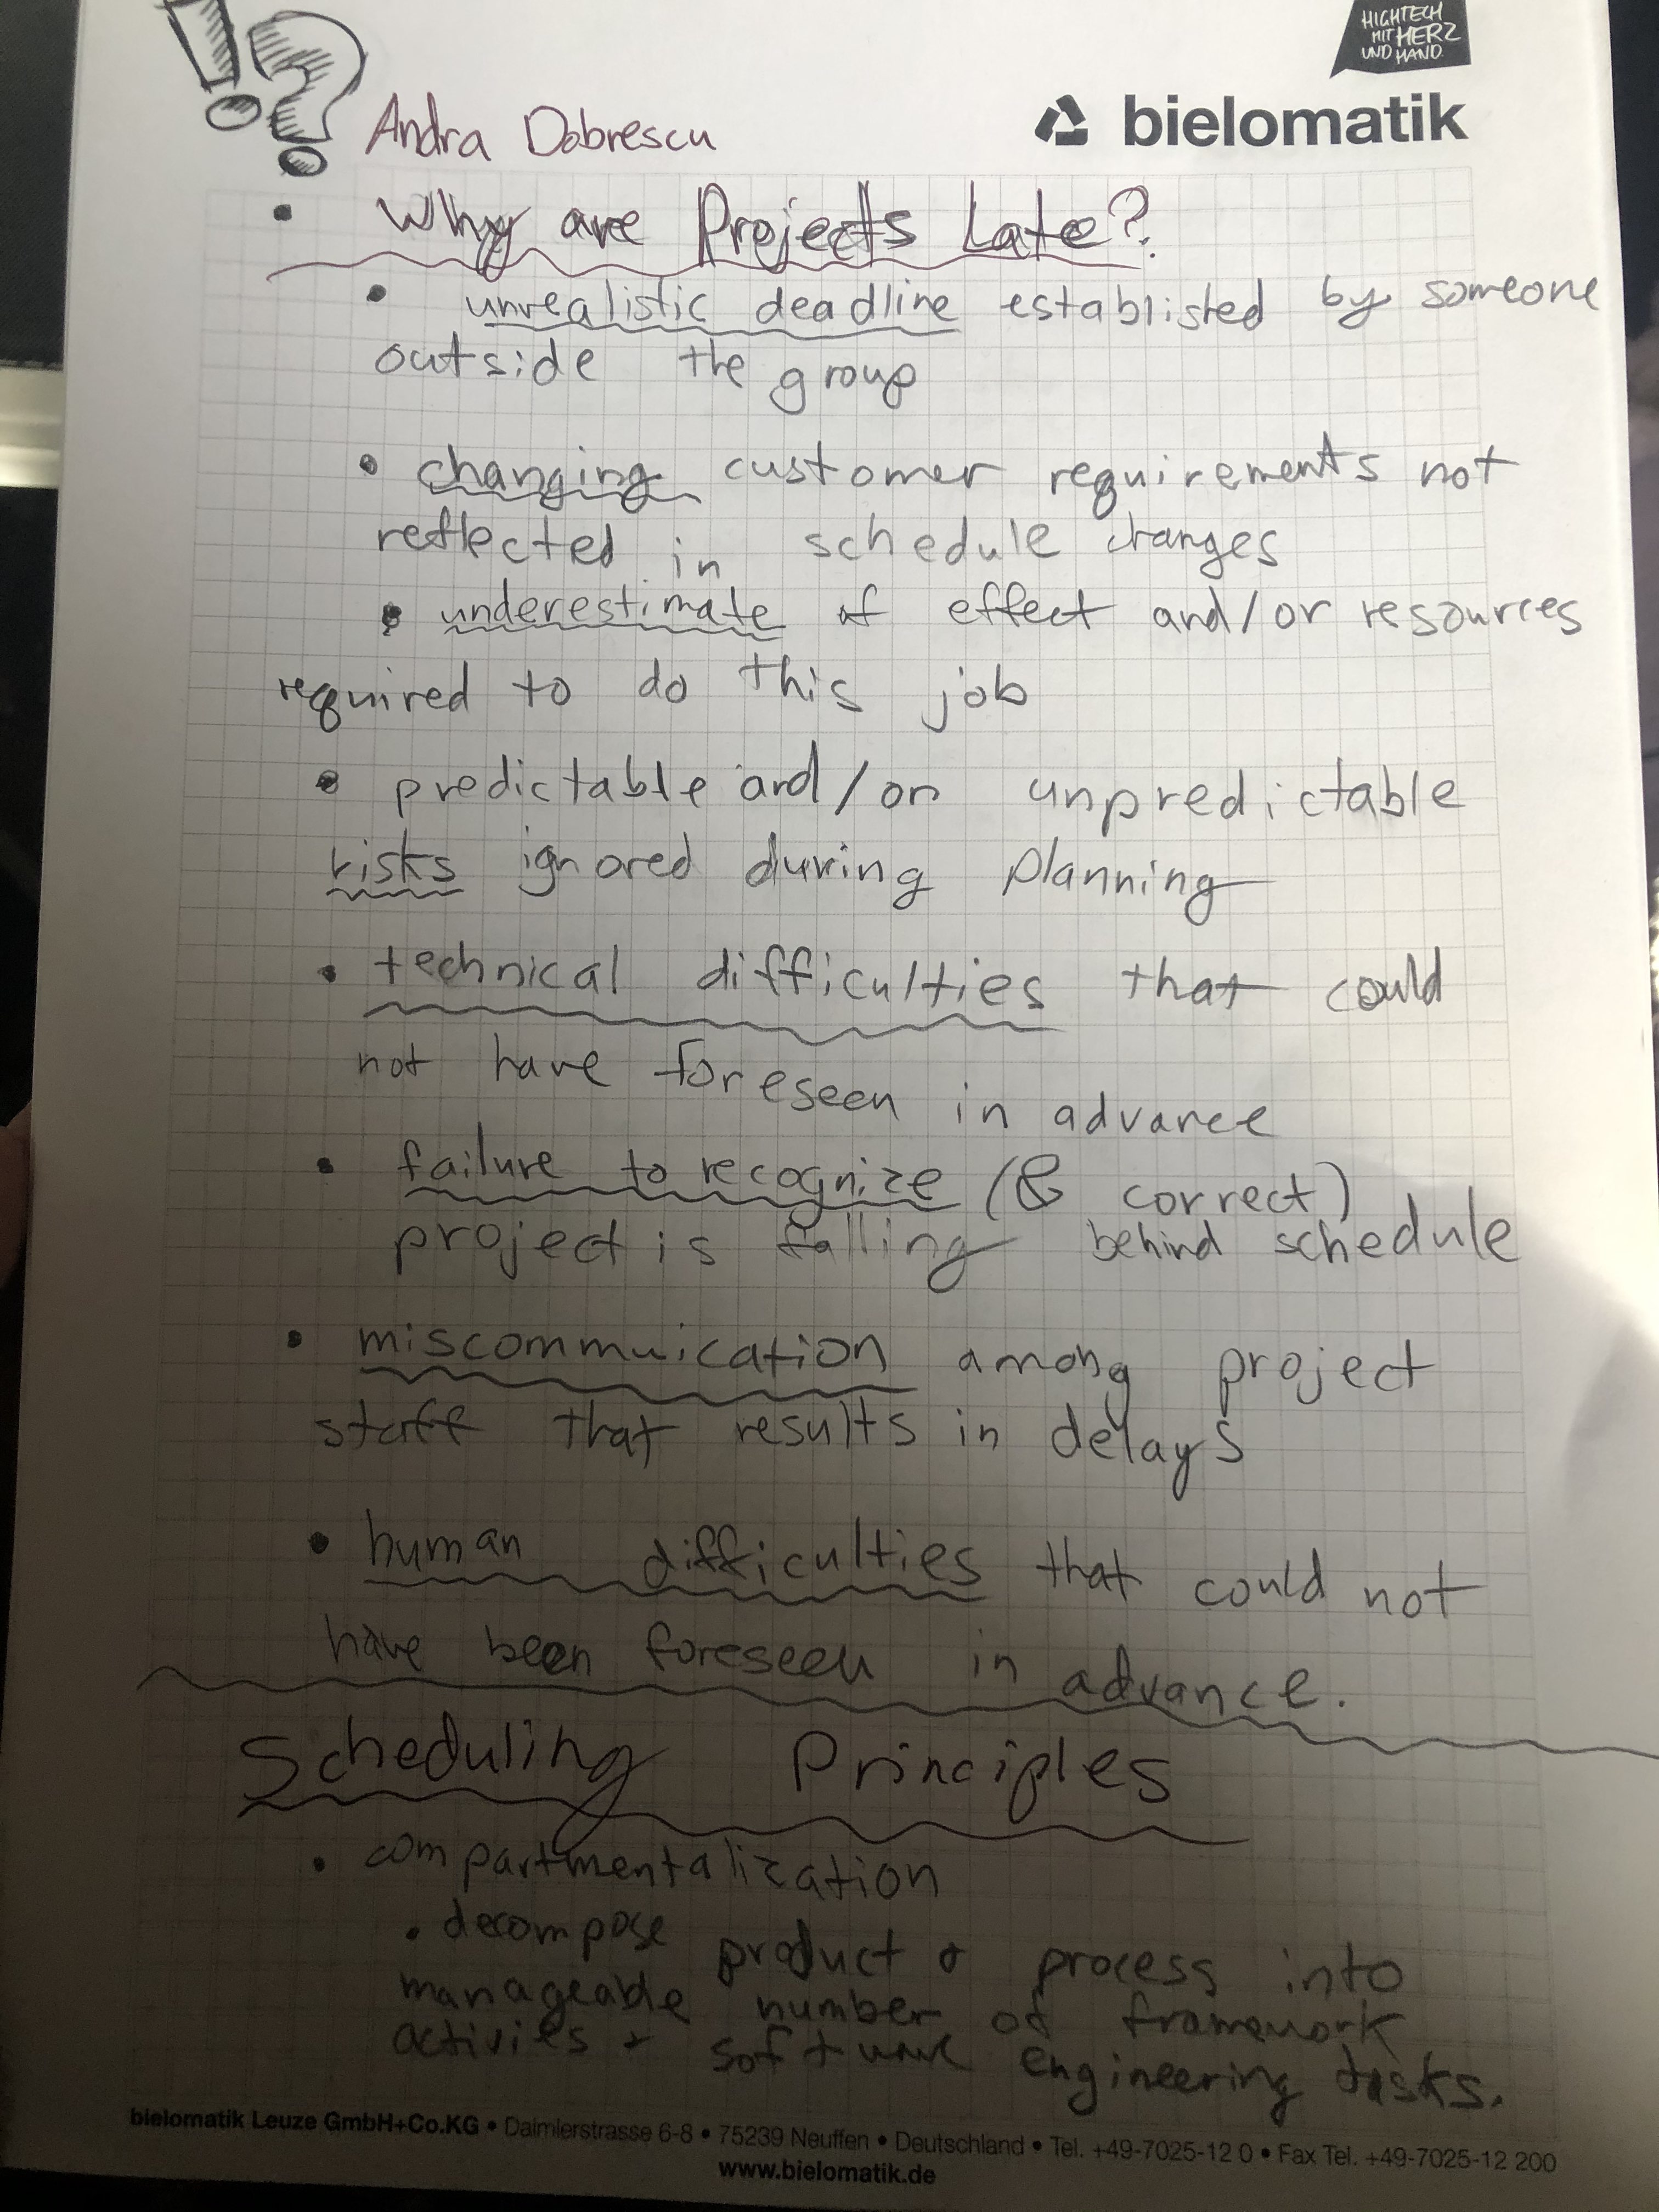 !?
HIGHTECH
MIT HERZ
UND HAND.
bielomatik
Andra Dobrescu
• Why are Projects Late?
• unrealistic deadline establisted by someone
outside the group
• changing customer requirements not
reflected in schedule changes
• underestimate of effect and/or resources
required to do this job
• predictable and/or unpredictable
risks ignored during planning
• technical difficulties that could
not have foreseen in advance
• failure to recognize (& correct)
project is falling behind schedule
• miscommuication among project
staff that results in delays
• human difficulties that could not
have been foreseen in advance.
Scheduling Principles
• compartmentalization
• decompose product & process into
manageable number of framework
activies + software engineering tasks.
bielomatik Leuze GmbH+Co.KG • Daimlerstrasse 6-8 • 75239 Neuffen • Deutschland • Tel. +49-7025-12 0 • Fax Tel. +49-7025-12 200
www.bielomatik.de